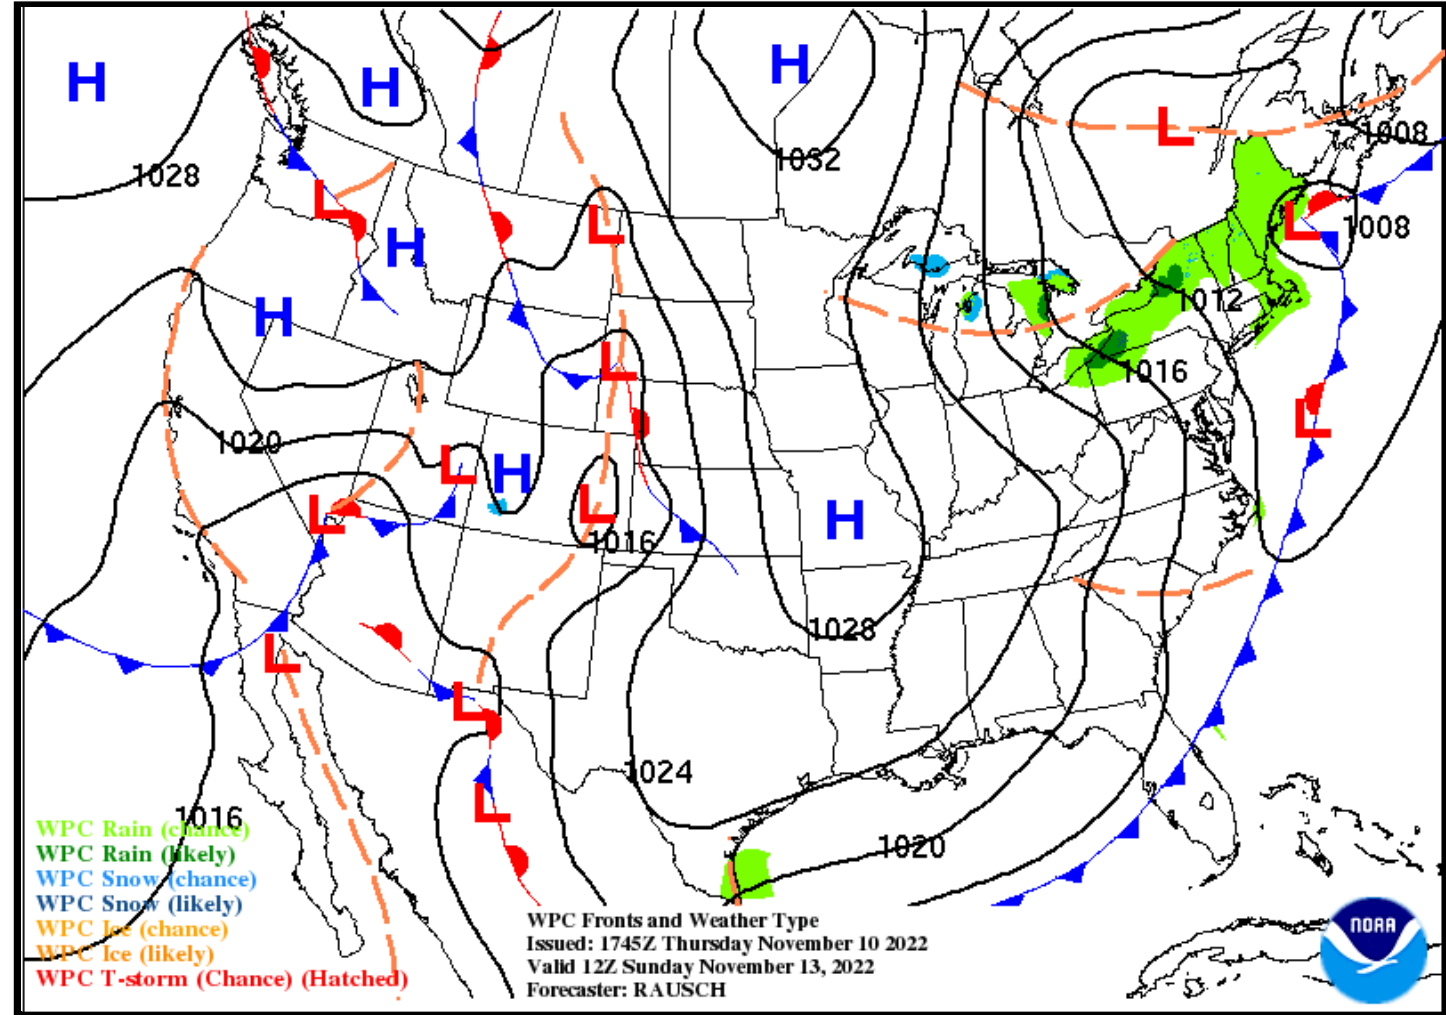 H
H
H
1008
1028
1032
L
L
L
L
H
1008
H
1012
L
1016
L
1020
L
H
L
L
H
1016
1028
L
L
1024
L
1016
1020
WPC Rain (chance)
WPC Rain (likely)
WPC Snow (chance)
WPC Snow (likely)
WPC Ice (chance)
WPC Ice (likely)
WPC T-storm (Chance) (Hatched)
WPC Fronts and Weather Type
Issued: 1745Z Thursday November 10 2022
Valid 12Z Sunday November 13, 2022
Forecaster: RAUSCH
NOAA